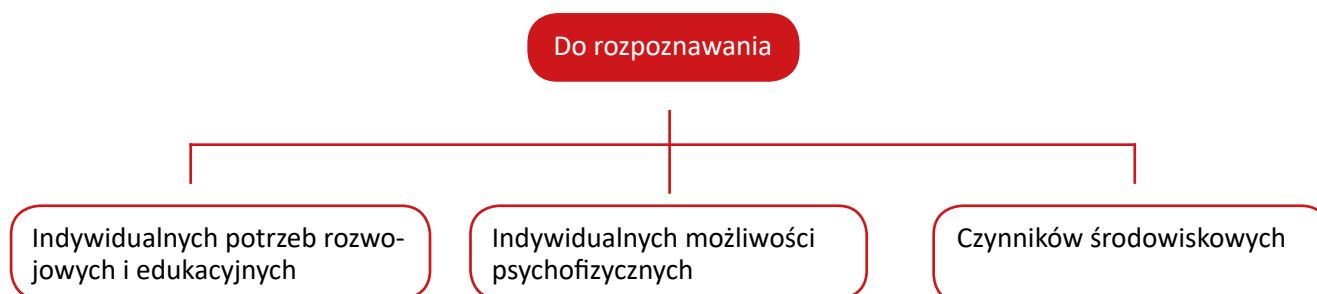 Do rozpoznawania
Indywidualnych potrzeb rozwo-
jowych i edukacyjnych
Indywidualnych możliwości
psychofizycznych
Czynników środowiskowych